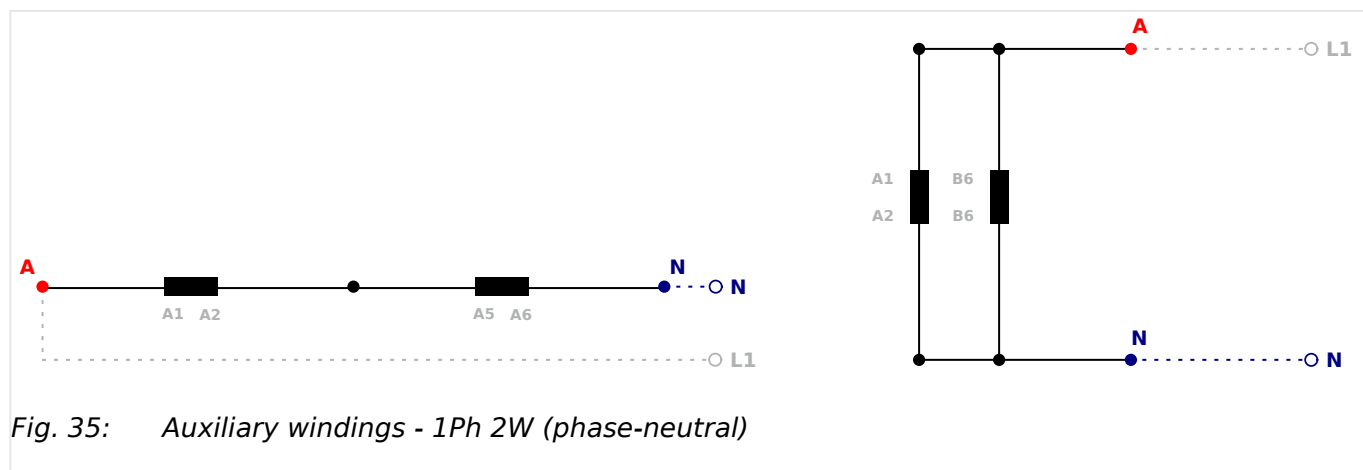 A
L1
A1
B6
A2
B6
A
N
N
A1 A2
A5 A6
N
N
L1
Fig. 35: Auxiliary windings - 1Ph 2W (phase-neutral)